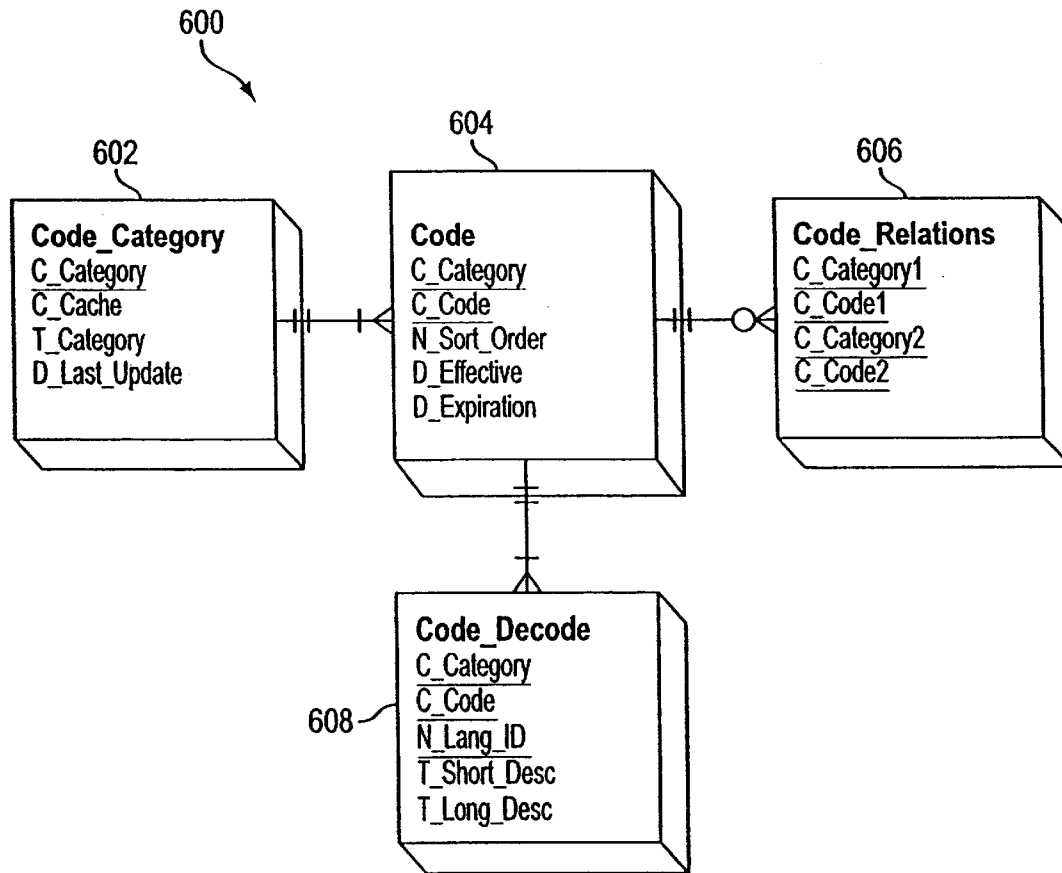 600
602
Code_Category
C_Category
C_Cache
T_Category
D_Last_Update
604
Code
C_Category
C_Code
N_Sort_Order
D_Effective
D_Expiration
606
Code_Relations
C_Category1
C_Code1
C_Category2
C_Code2
608
Code_Decode
C_Category
C_Code
N_Lang_ID
T_Short_Desc
T_Long_Desc